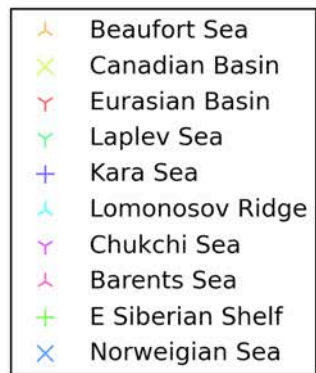 Beaufort Sea
Canadian Basin
Eurasian Basin
Laplev Sea
Kara Sea
Lomonosov Ridge
Chukchi Sea
Barents Sea
E Siberian Shelf
Norweigian Sea